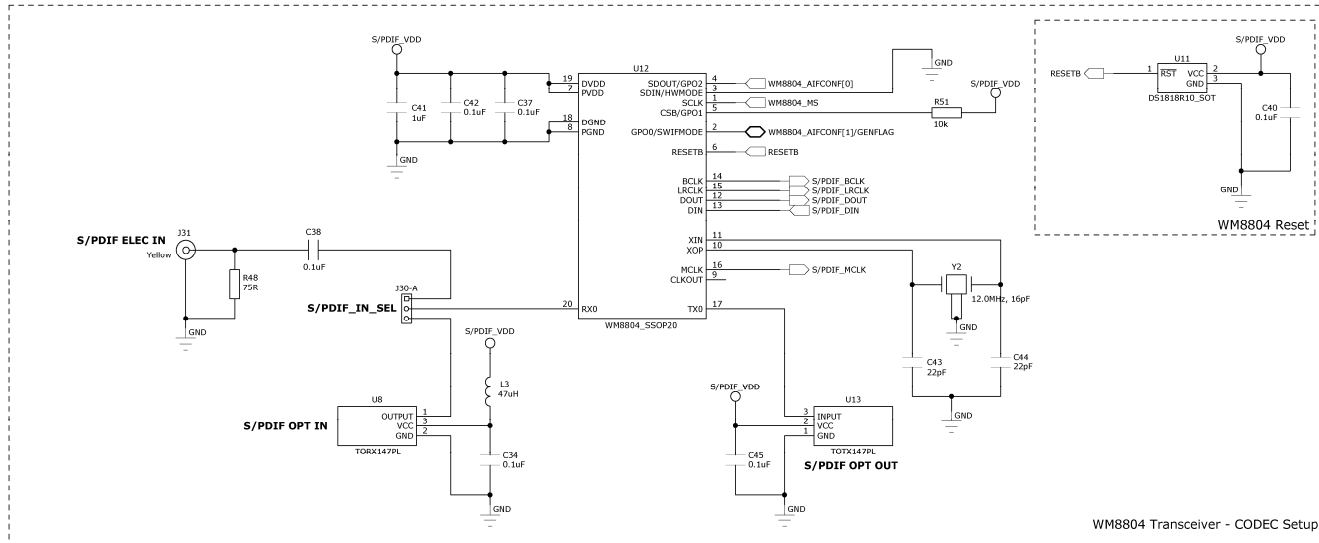 S/PDIF_VDD
C41
1uF
C42
0.1uF
C37
0.1uF
GND
U12
19 DVDD
7 PVDD
18 DGND
8 PGND
SDOUT/GPO2 4 WM8804_AIFCONF[0]
SDIN/HWMODE 3
SCLK 1 WM8804_MS
CSB/GPO1 5
GPO0/SWIFMODE 2 WM8804_AIFCONF[1]/GENFLAG
RESETB 6 RESETB
BCLK 14 S/PDIF_BCLK
LRCLK 15 S/PDIF_LRCLK
DOUT 12 S/PDIF_DOUT
DIN 13 S/PDIF_DIN
XIN 11
XOP 10
MCLK 16 S/PDIF_MCLK
CLKOUT 9
20 RX0
TX0 17
WM8804_SSOP20
GND
S/PDIF_VDD
R51
10k
S/PDIF_VDD
U11
RESETB 1 RST VCC 2
GND 3
DS1818R10_SOT
C40
0.1uF
GND
WM8804 Reset
S/PDIF ELEC IN
J31
Yellow
C38
0.1uF
R48
75R
GND
J30-A
S/PDIF_IN_SEL
S/PDIF_VDD
L3
47uH
S/PDIF OPT IN
U8
OUTPUT 1
VCC 3
GND 2
TORX147PL
C34
0.1uF
GND
Y2
12.0MHz, 16pF
GND
C43
22pF
C44
22pF
GND
S/PDIF_VDD
C45
0.1uF
U13
3 INPUT
2 VCC
1 GND
TOTX147PL
S/PDIF OPT OUT
GND
WM8804 Transceiver - CODEC Setup